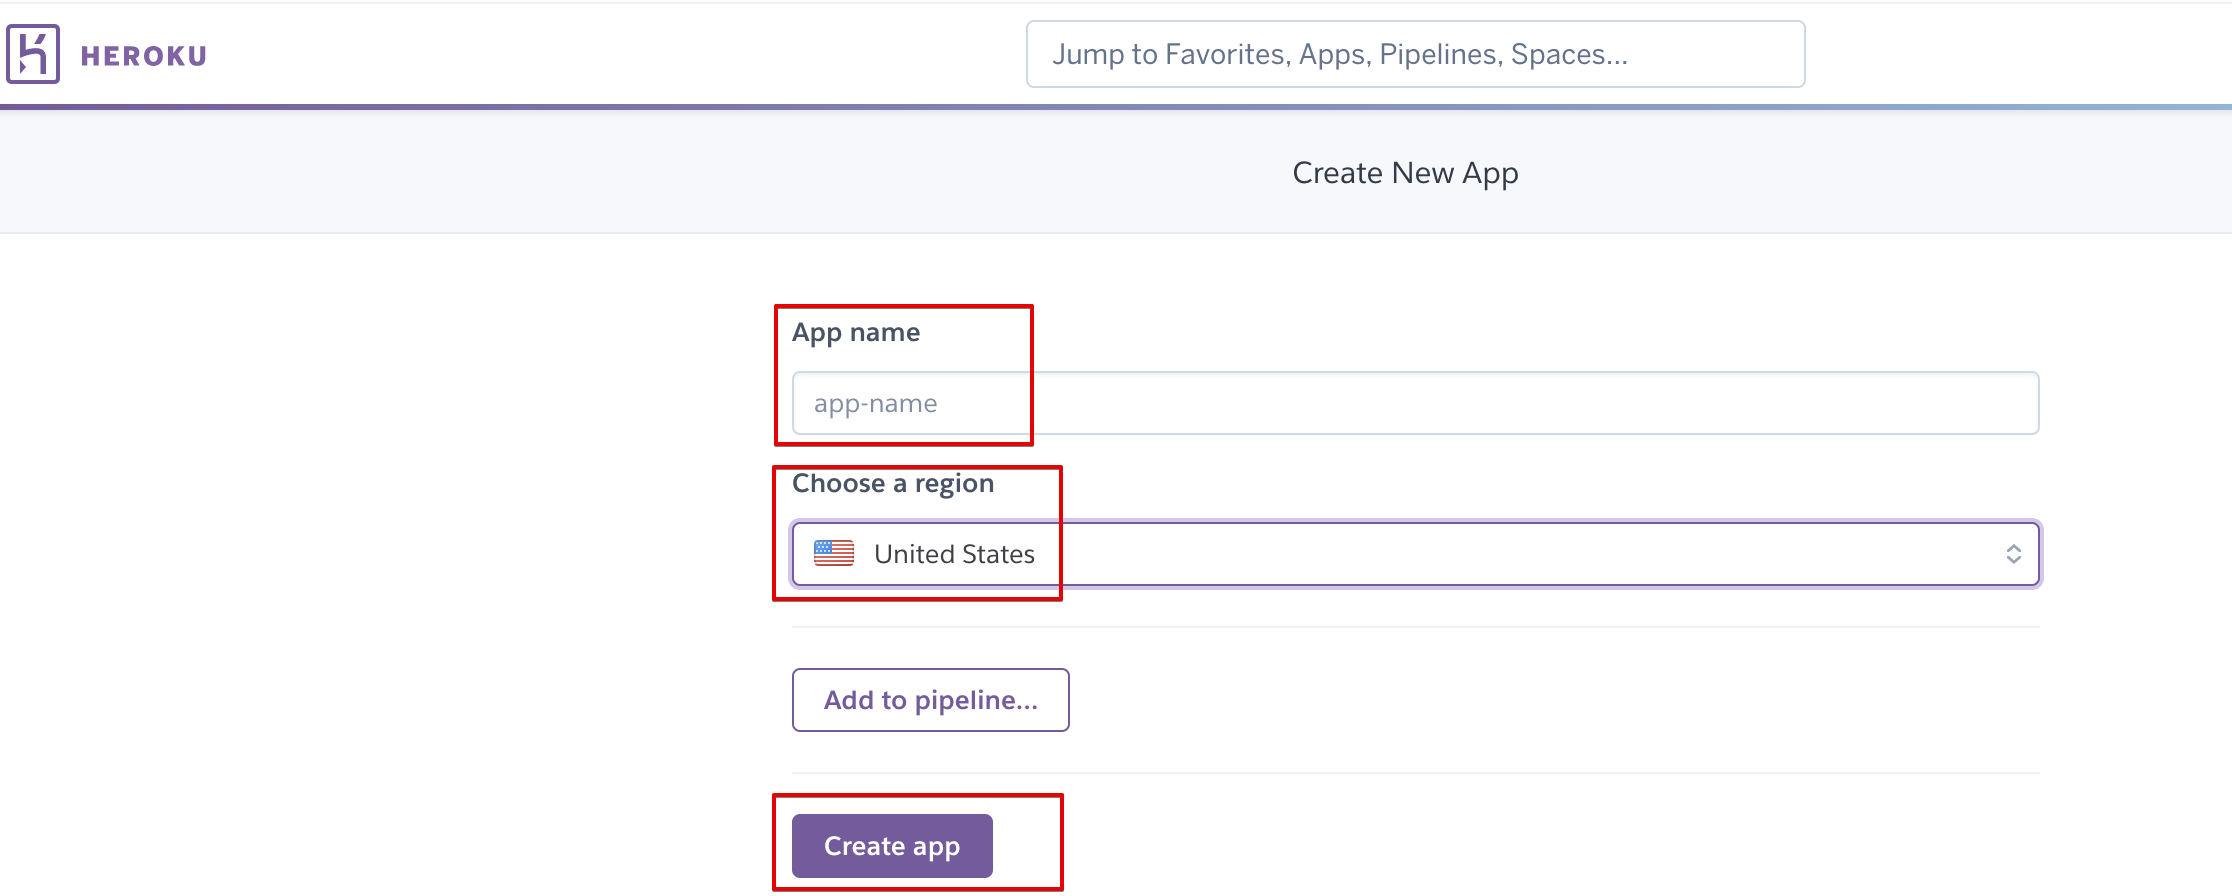 HEROKU
Jump to Favorites, Apps, Pipelines, Spaces...
Create New App
App name
app-name
Choose a region
United States
Add to pipeline...
Create app